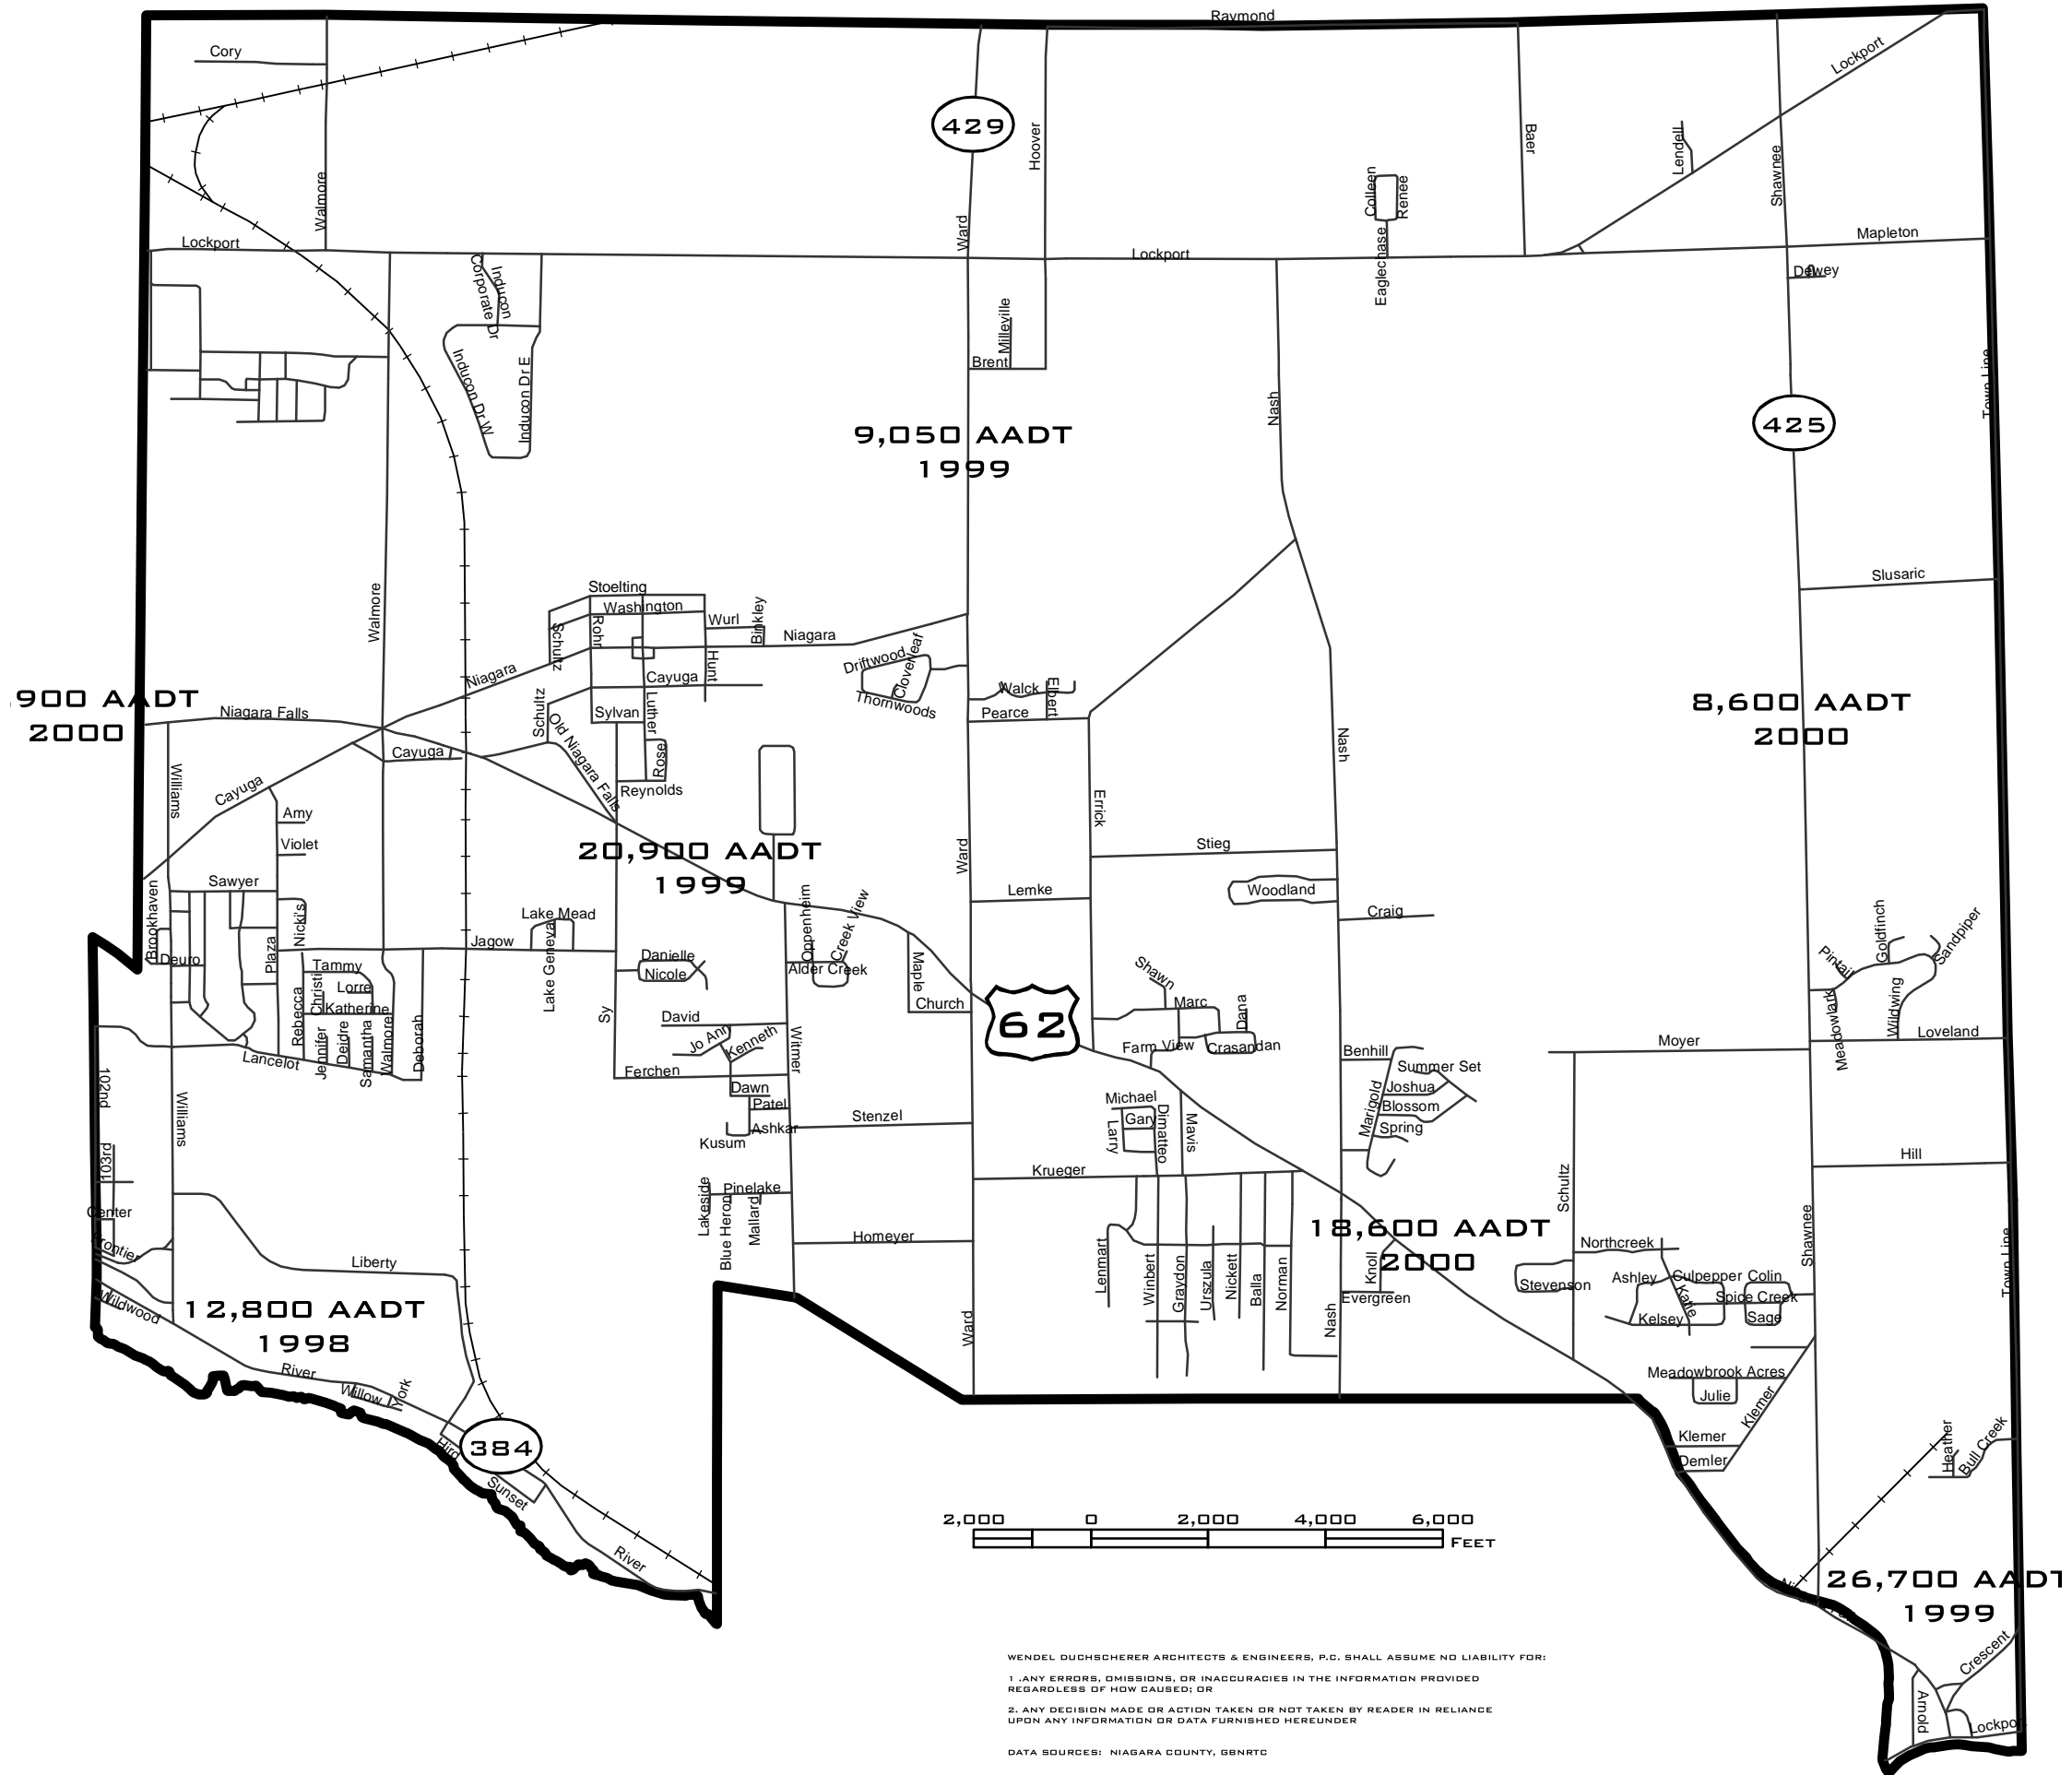 Raymond
Cory
Lockport
429
Hoover
Baer
Lendell
Shawnee
Walmore
Colleen
Renee
Ward
Lockport
Lockport
Mapleton
Eaglechase
Dewey
Inducon
Corporate Dr
Milleville
Brent
Inducon Dr W
Inducon Dr E
Nash
Town Line
425
9,050 AADT
1999
Slusaric
Walmore
Stoelting
Washington
Wurl
Binkley
Niagara
Schultz
Rohr
Hunt
Niagara
Cayuga
Driftwood
Cloverleaf
Thornwoods
Walck
Elbert
Pearce
,900 AADT
2000
8,600 AADT
2000
Niagara Falls
Schultz
Sylvan
Luther
Old Niagara Falls
Rose
Reynolds
Cayuga
Nash
Williams
Cayuga
Amy
Violet
Errick
Stieg
20,900 AADT
1999
Ward
Sawyer
Brookhaven
Nicki's
Plaza
Deuro
Lemke
Woodland
Craig
Lake Mead
Lake Geneva
Jagow
Oppenheim
Creek View
Alder Creek
Danielle
Nicole
Maple
Church
Goldfinch
Sandpiper
Pintail
Meadowlark
Wildwing
Loveland
Tammy
Christi
Lorre
Katherine
Rebecca
Jennifer
Deidre
Samantha
Walmore
Deborah
Lancelot
Sy
Shawn
Marc
Dana
62
David
Jo Ann
Kenneth
Witmer
Farm View
Crasandan
Benhill
Moyer
Summer Set
Joshua
Blossom
Marigold
Spring
Ferchen
Dawn
Patel
Ashkar
Kusum
Stenzel
Michael
Gary
Larry
Dimatteo
Mavis
102nd
103rd
Williams
Hill
Krueger
Schultz
Center
Frontier
Lakeside
Pinelake
Blue Heron
Mallard
Homeyer
18,600 AADT
2000
Shawnee
Town Line
Northcreek
Liberty
Lenmart
Winbert
Graydon
Urszula
Nickett
Balla
Norman
Knoll
Evergreen
Nash
Stevenson
Ashley
Culpepper
Colin
Katie
Spice Creek
Kelsey
Sage
Wildwood
12,800 AADT
1998
Ward
River
Willow
York
Meadowbrook Acres
Julie
Klemer
Klemer
Demler
Heather
Bull Creek
Hird
384
Sunset
River
2,000
0
2,000
4,000
6,000
Feet
26,700 AADT
1999
Crescent
Arnold
Lockport
WENDEL DUCHSCHERER ARCHITECTS & ENGINEERS, P.C. SHALL ASSUME NO LIABILITY FOR:
1 .ANY ERRORS, OMISSIONS, OR INACCURACIES IN THE INFORMATION PROVIDED
REGARDLESS OF HOW CAUSED; OR
2. ANY DECISION MADE OR ACTION TAKEN OR NOT TAKEN BY READER IN RELIANCE
UPON ANY INFORMATION OR DATA FURNISHED HEREUNDER
DATA SOURCES: NIAGARA COUNTY, GBNRTC